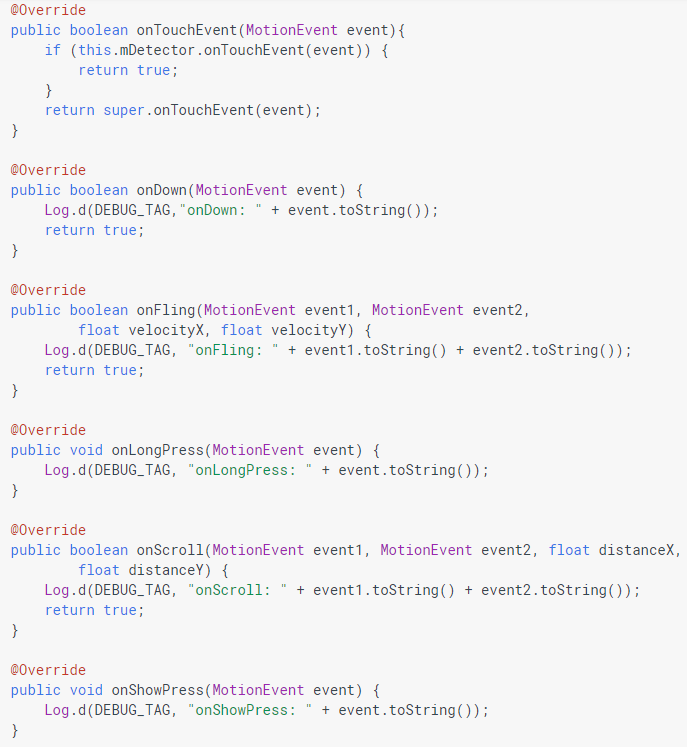 @Override
public boolean onTouchEvent(MotionEvent event){
    if (this.mDetector.onTouchEvent(event)) {
        return true;
    }
    return super.onTouchEvent(event);
}

@Override
public boolean onDown(MotionEvent event) {
    Log.d(DEBUG_TAG,"onDown: " + event.toString());
    return true;
}

@Override
public boolean onFling(MotionEvent event1, MotionEvent event2,
        float velocityX, float velocityY) {
    Log.d(DEBUG_TAG, "onFling: " + event1.toString() + event2.toString());
    return true;
}

@Override
public void onLongPress(MotionEvent event) {
    Log.d(DEBUG_TAG, "onLongPress: " + event.toString());
}

@Override
public boolean onScroll(MotionEvent event1, MotionEvent event2, float distanceX,
        float distanceY) {
    Log.d(DEBUG_TAG, "onScroll: " + event1.toString() + event2.toString());
    return true;
}

@Override
public void onShowPress(MotionEvent event) {
    Log.d(DEBUG_TAG, "onShowPress: " + event.toString());
}